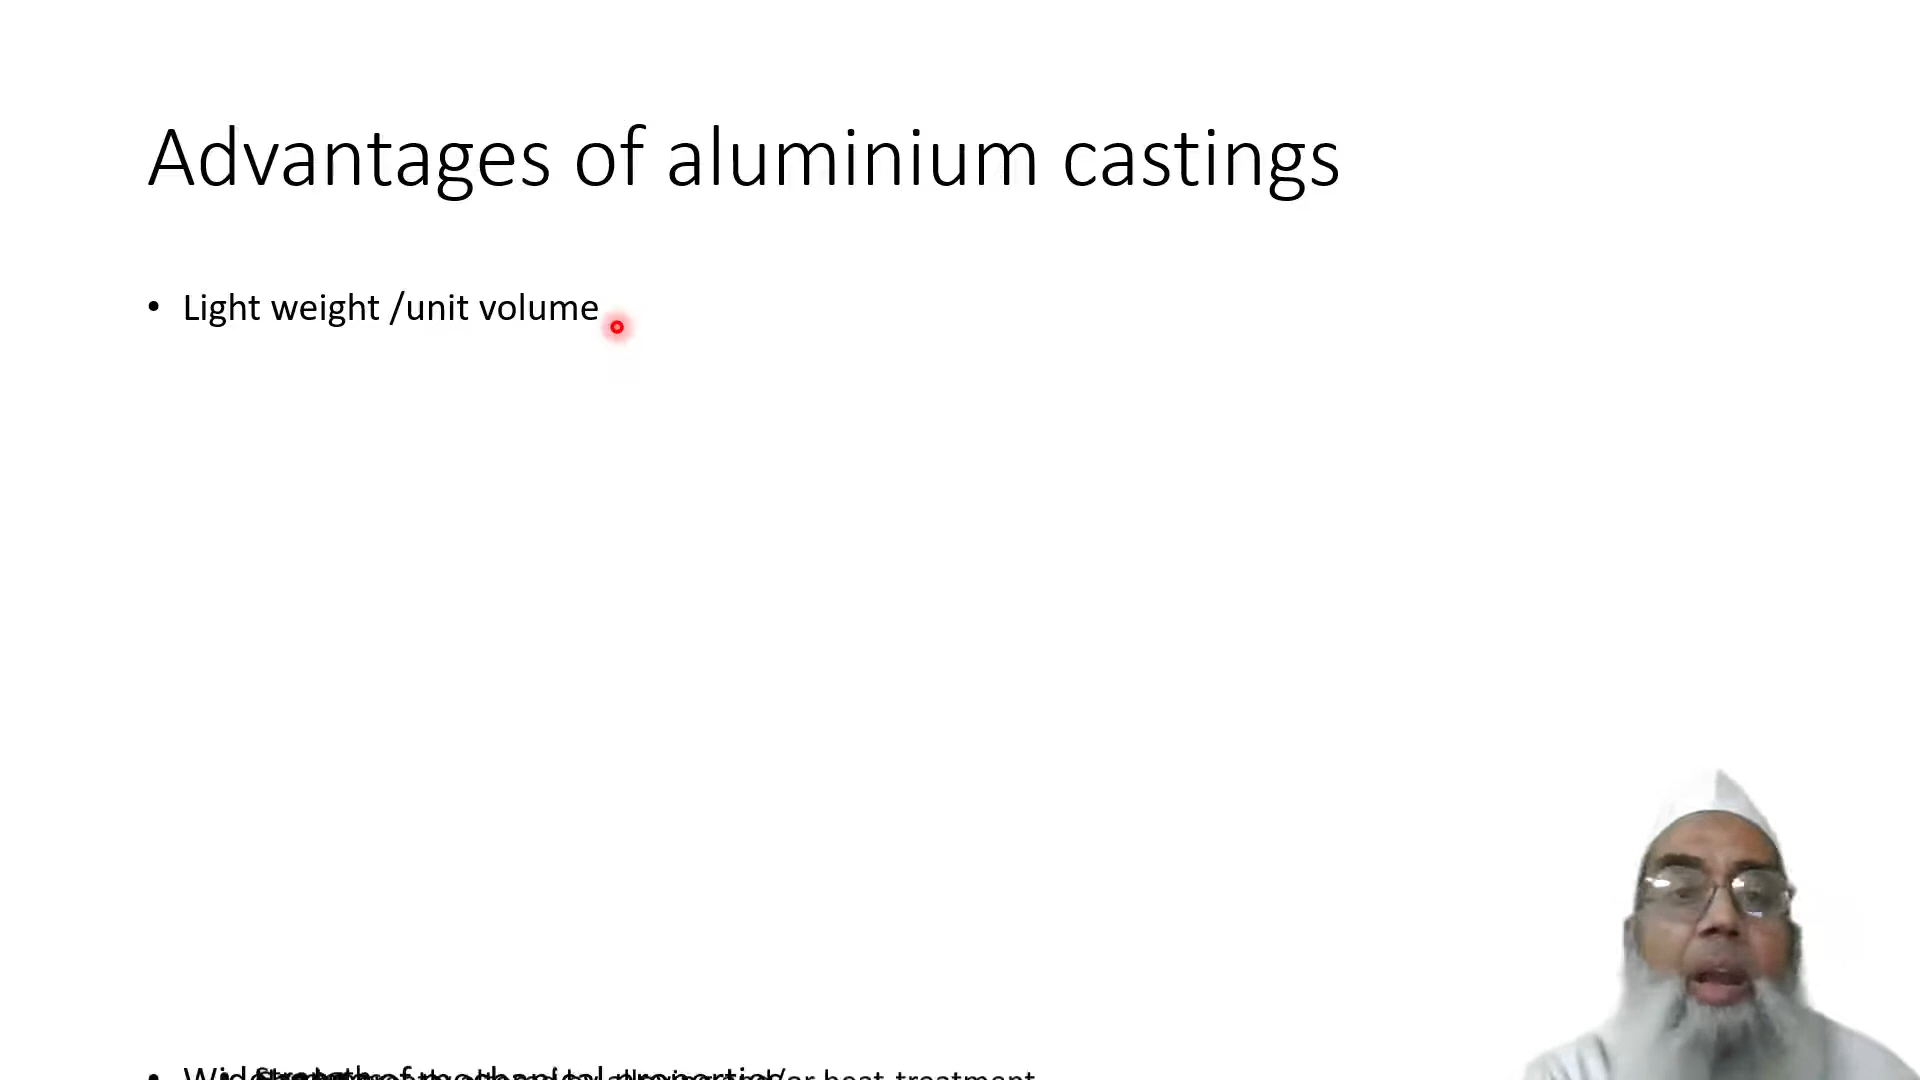 Advantages of aluminium castings
• Light weight /unit volume